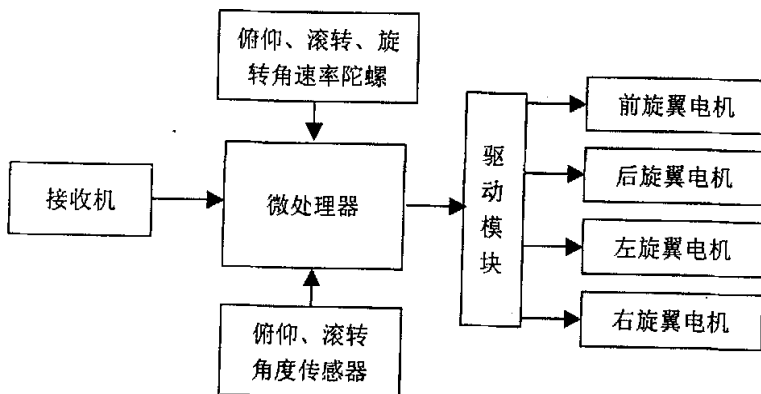 俯仰、滚转、旋
转角速率陀螺
接收机
微处理器
驱动模块
前旋翼电机
后旋翼电机
左旋翼电机
右旋翼电机
俯仰、滚转
角度传感器